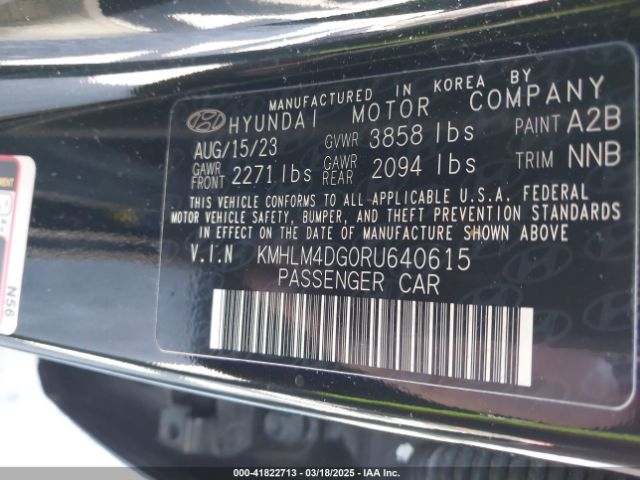 MANUFACTURED IN KOREA BY
HYUNDAI MOTOR COMPANY
AUG/15/23 GVWR 3858 lbs PAINT A2B
GAWR FRONT 2271 lbs GAWR REAR 2094 lbs TRIM NNB
THIS VEHICLE CONFORMS TO ALL-APPLICABLE U.S.A. FEDERAL
MOTOR VEHICLE SAFETY, BUMPER, AND THEFT PREVENTION STANDARDS
IN EFFECT ON THE DATE OF MANUFACTURE SHOWN ABOVE
V.I.N KMHLM4DG0RU640615
PASSENGER CAR
N56
000-41822713 - 03/18/2025 - IAA Inc.